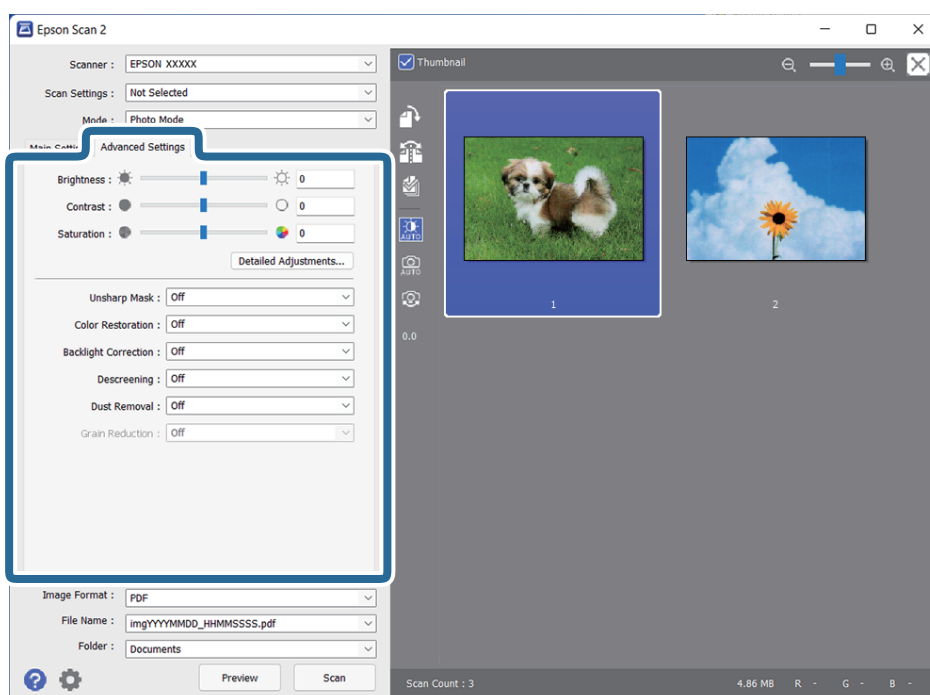 Epson Scan 2
Scanner : EPSON XXXXX
Scan Settings : Not Selected
Mode : Photo Mode
Advanced Settings
Brightness : 0
Contrast : 0
Saturation : 0
Detailed Adjustments...
Unsharp Mask : Off
Color Restoration : Off
Backlight Correction : Off
Descreening : Off
Dust Removal : Off
Grain Reduction : Off
Image Format : PDF
File Name : imgYYYYMMDD_HHMMSSSS.pdf
Folder : Documents
? Preview Scan
Thumbnail
AUTO
AUTO
0.0
1
2
Scan Count : 3
4.86 MB R - G - B -